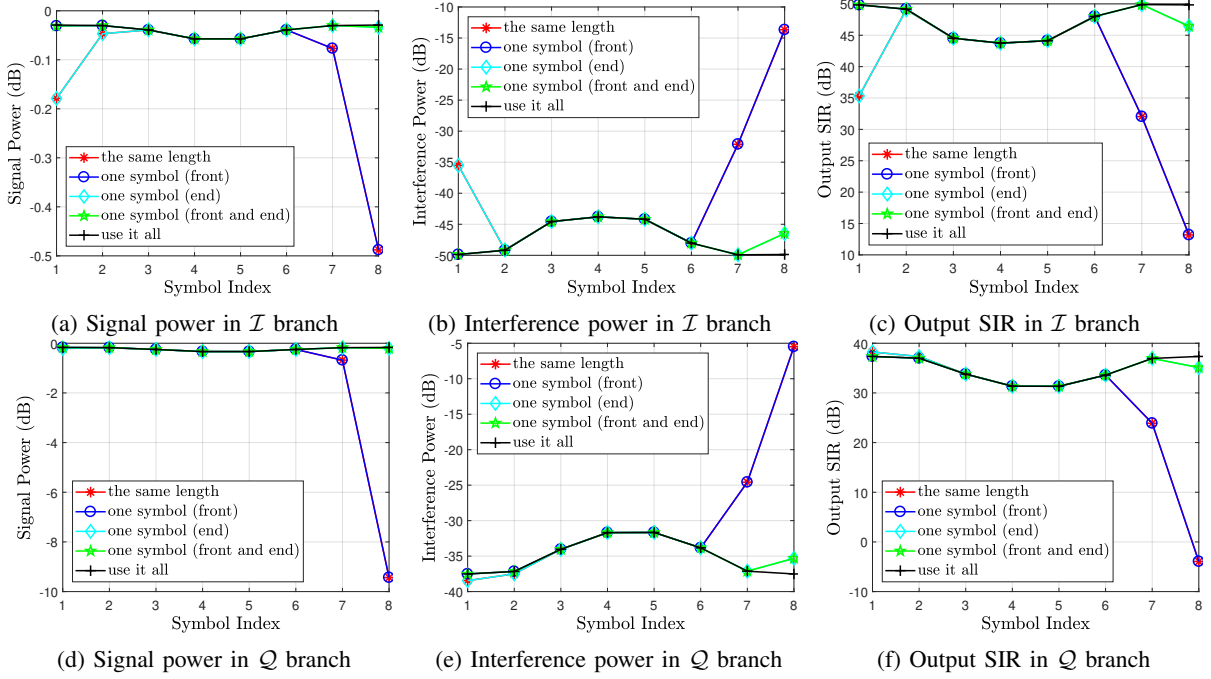 0
-0.1
-0.2
-0.3
-0.4
-0.5
Signal Power (dB)
the same length
one symbol (front)
one symbol (end)
one symbol (front and end)
use it all
1 2 3 4 5 6 7 8
Symbol Index
(a) Signal power in I branch
-10
-15
-20
-25
-30
-35
-40
-45
-50
Interference Power (dB)
the same length
one symbol (front)
one symbol (end)
one symbol (front and end)
use it all
1 2 3 4 5 6 7 8
Symbol Index
(b) Interference power in I branch
50
45
40
35
30
25
20
15
10
Output SIR (dB)
the same length
one symbol (front)
one symbol (end)
one symbol (front and end)
use it all
1 2 3 4 5 6 7 8
Symbol Index
(c) Output SIR in I branch
0
-2
-4
-6
-8
-10
Signal Power (dB)
the same length
one symbol (front)
one symbol (end)
one symbol (front and end)
use it all
1 2 3 4 5 6 7 8
Symbol Index
(d) Signal power in Q branch
-5
-10
-15
-20
-25
-30
-35
-40
Interference Power (dB)
the same length
one symbol (front)
one symbol (end)
one symbol (front and end)
use it all
1 2 3 4 5 6 7 8
Symbol Index
(e) Interference power in Q branch
40
30
20
10
0
-10
Output SIR (dB)
the same length
one symbol (front)
one symbol (end)
one symbol (front and end)
use it all
1 2 3 4 5 6 7 8
Symbol Index
(f) Output SIR in Q branch